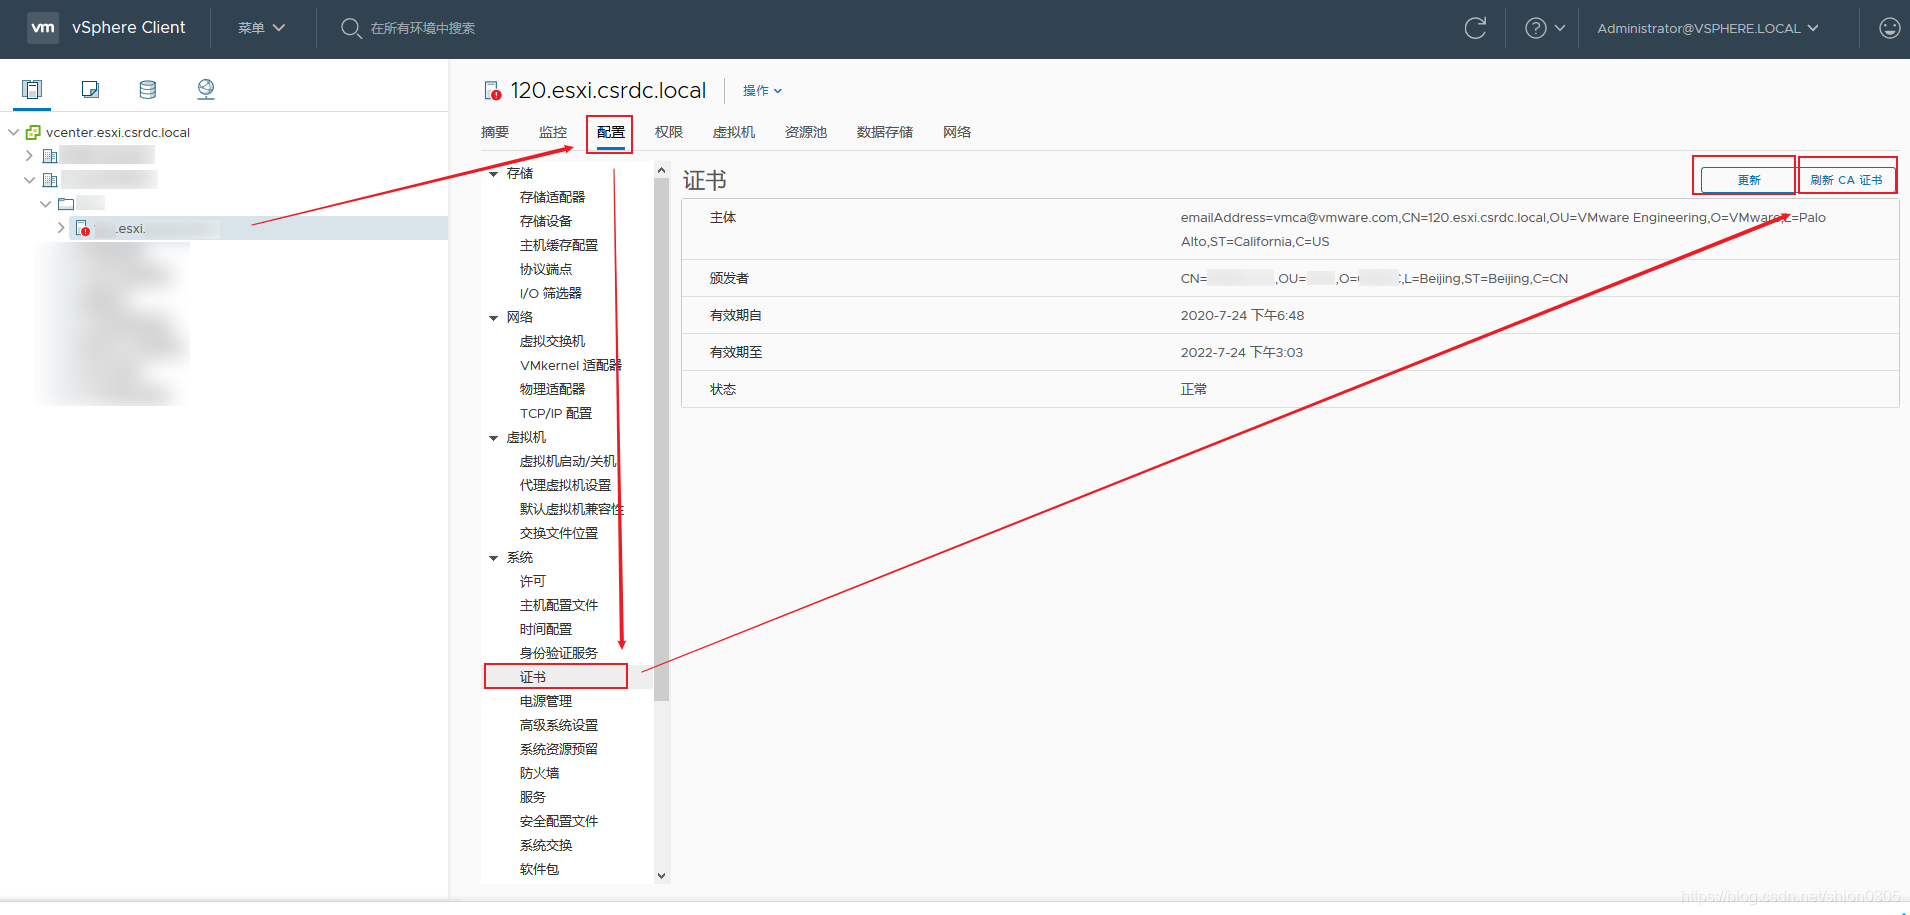 vm vSphere Client 菜单 在所有环境中搜索 Administrator@VSPHERE.LOCAL
vcenter.esxi.csrdc.local
.esxi.
120.esxi.csrdc.local 操作
摘要 监控 配置 权限 虚拟机 资源池 数据存储 网络
存储
存储适配器
存储设备
主机缓存配置
协议端点
I/O 筛选器
网络
虚拟交换机
VMkernel 适配器
物理适配器
TCP/IP 配置
虚拟机
虚拟机启动/关机
代理虚拟机设置
默认虚拟机兼容性
交换文件位置
系统
许可
主机配置文件
时间配置
身份验证服务
证书
电源管理
高级系统设置
系统资源预留
防火墙
服务
安全配置文件
系统交换
软件包
证书
更新 刷新 CA 证书
主体 emailAddress=vmca@vmware.com,CN=120.esxi.csrdc.local,OU=VMware Engineering,O=VMware,L=Palo
Alto,ST=California,C=US
颁发者 CN= ,OU= ,O= ,L=Beijing,ST=Beijing,C=CN
有效期自 2020-7-24 下午6:48
有效期至 2022-7-24 下午3:03
状态 正常
https://blog.csdn.net/shion0305